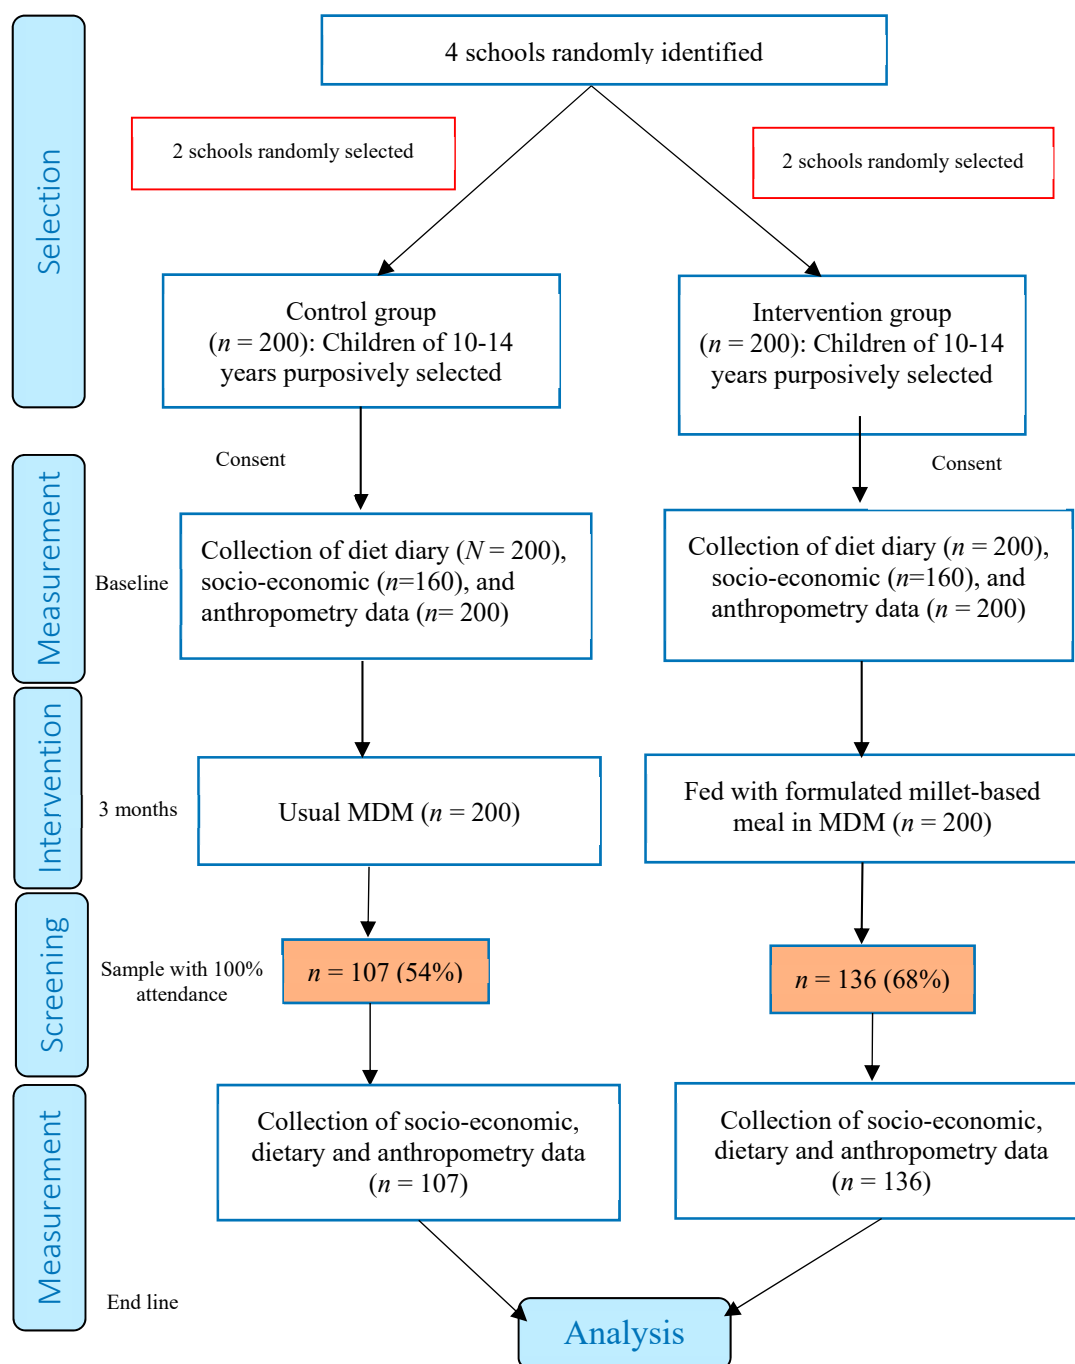 4 schools randomly identified
2 schools randomly selected
2 schools randomly selected
Selection
Control group
(n = 200): Children of 10-14
years purposively selected
Intervention group
(n = 200): Children of 10-14
years purposively selected
Consent
Consent
Measurement
Baseline
Collection of diet diary (N = 200),
socio-economic (n=160), and
anthropometry data (n= 200)
Collection of diet diary (n = 200),
socio-economic (n=160), and
anthropometry data (n = 200)
Intervention
3 months
Usual MDM (n = 200)
Fed with formulated millet-based
meal in MDM (n = 200)
Screening
Sample with 100%
attendance
n = 107 (54%)
n = 136 (68%)
Measurement
Collection of socio-economic,
dietary and anthropometry data
(n = 107)
Collection of socio-economic,
dietary and anthropometry data
(n = 136)
End line
Analysis